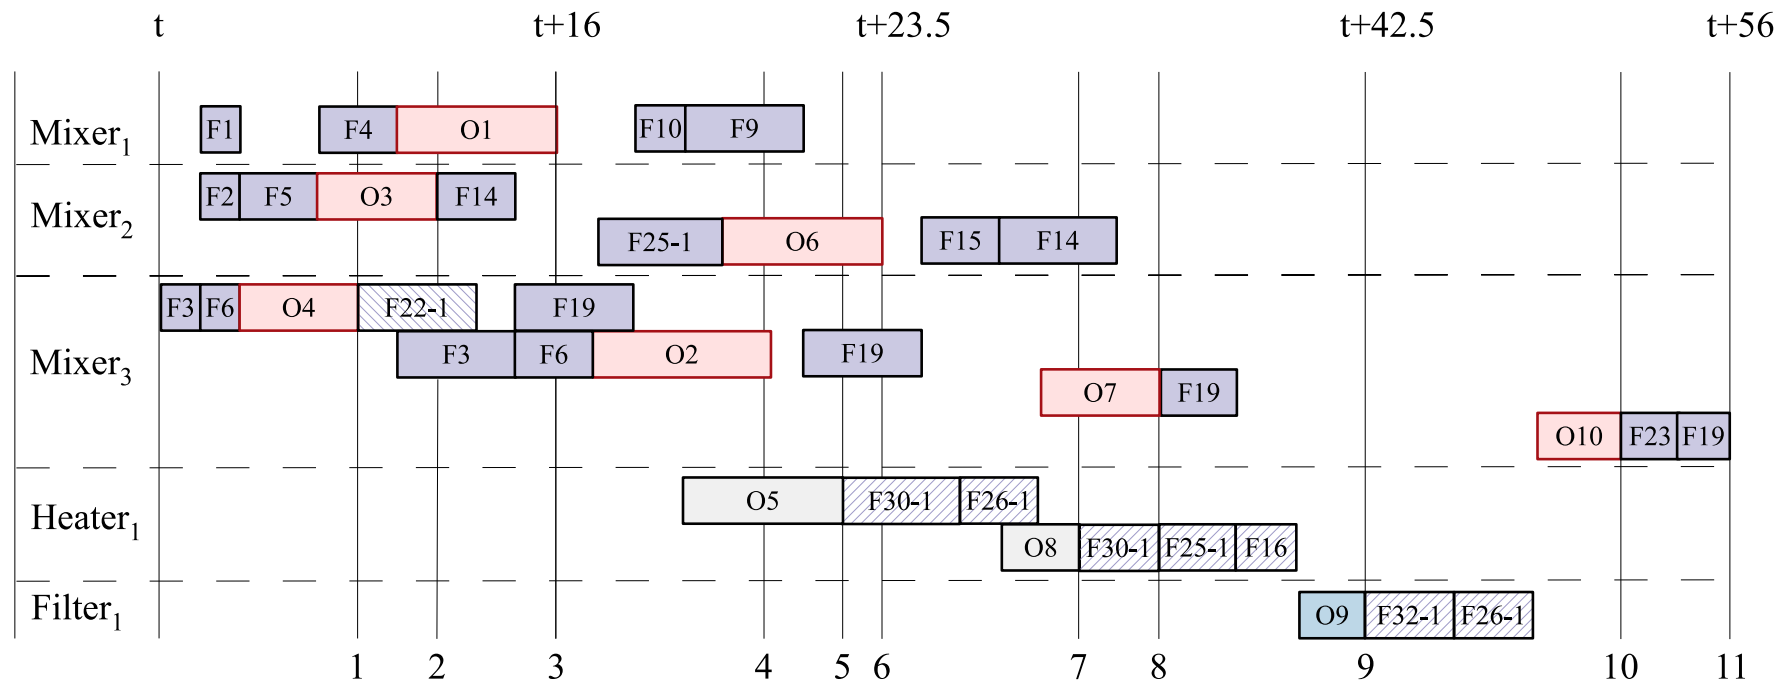 t t+16 t+23.5 t+42.5 t+56
Mixer1 F1 F4 O1 F10 F9
Mixer2 F2 F5 O3 F14
F25-1 O6 F15 F14
Mixer3 F3 F6 O4 F22-1 F19
F3 F6 O2 F19
O7 F19
O10 F23 F19
Heater1 O5 F30-1 F26-1
O8 F30-1 F25-1 F16
Filter1 O9 F32-1 F26-1
1 2 3 4 5 6 7 8 9 10 11